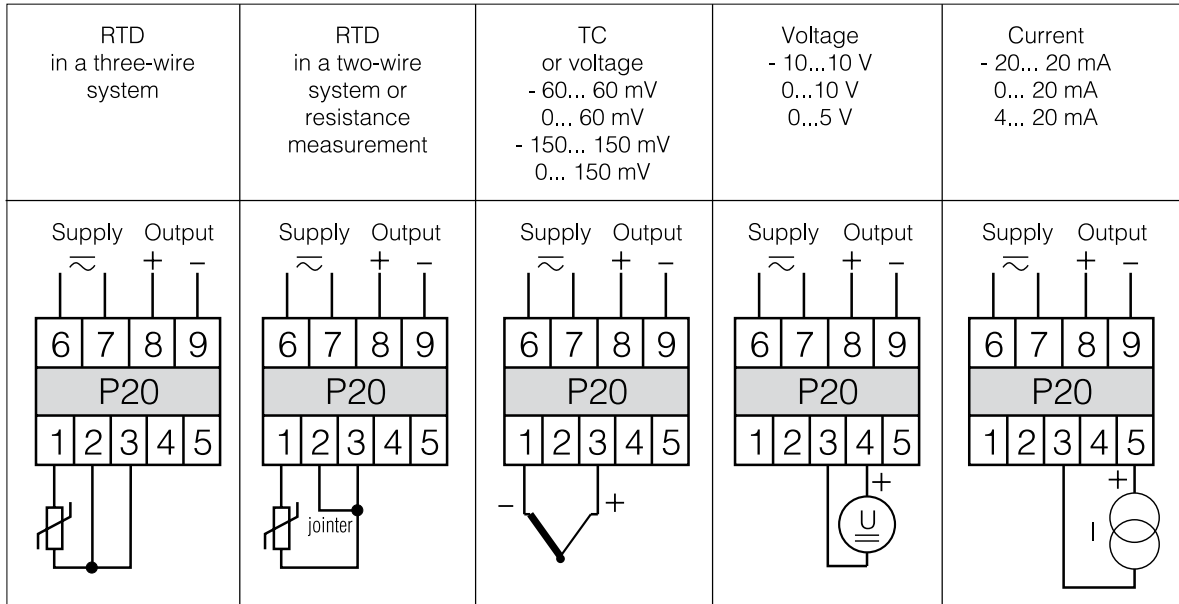 RTD
in a three-wire
system
RTD
in a two-wire
system or
resistance
measurement
TC
or voltage
- 60... 60 mV
0... 60 mV
- 150... 150 mV
0... 150 mV
Voltage
- 10...10 V
0...10 V
0...5 V
Current
- 20... 20 mA
0... 20 mA
4... 20 mA
Supply Output
+ −
6 7 8 9
P20
1 2 3 4 5
Supply Output
+ −
6 7 8 9
P20
1 2 3 4 5
jointer
Supply Output
+ −
6 7 8 9
P20
1 2 3 4 5
− +
Supply Output
+ −
6 7 8 9
P20
1 2 3 4 5
+
U
Supply Output
+ −
6 7 8 9
P20
1 2 3 4 5
+
I